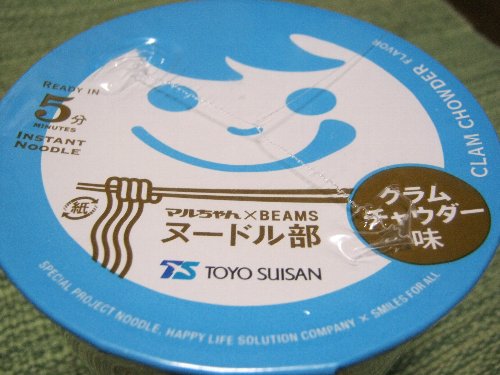 CLAM CHOWDER FLAVOR
READY IN
5分
MINUTES
INSTANT
NOODLE
紙
マルちゃん×BEAMS
ヌードル部
TS TOYO SUISAN
クラム
チャウダー
味
SPECIAL PROJECT NOODLE. HAPPY LIFE SOLUTION COMPANY × SMILES FOR ALL